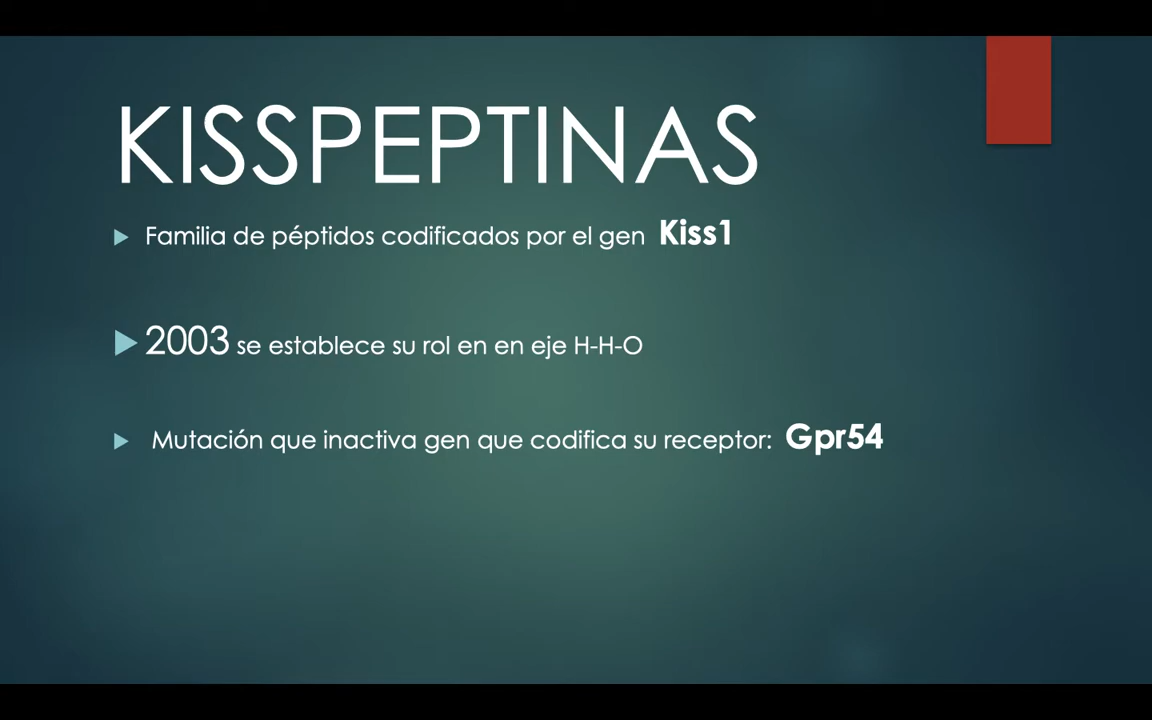 KISSPEPTINAS
Familia de péptidos codificados por el gen Kiss1
2003 se establece su rol en en eje H-H-O
Mutación que inactiva gen que codifica su receptor: Gpr54